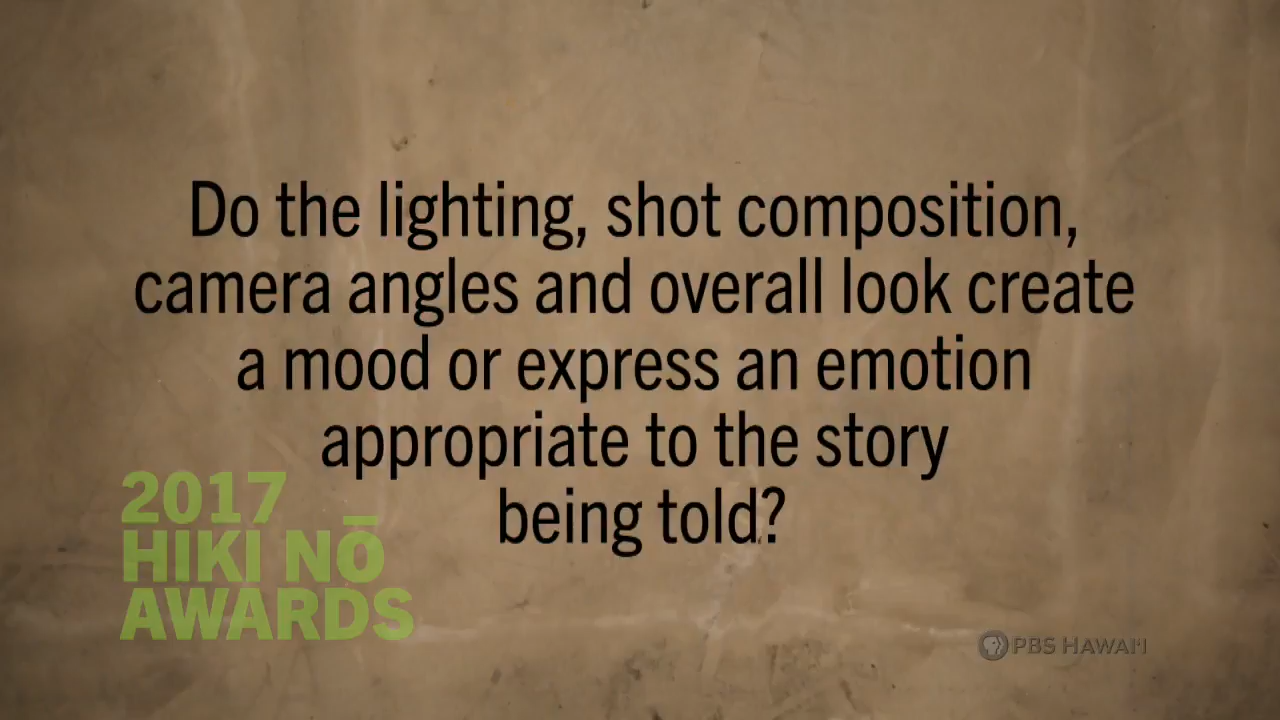 Do the lighting, shot composition,
camera angles and overall look create
a mood or express an emotion
appropriate to the story
being told?
2017
HIKI NŌ
AWARDS
PBS HAWAI'I